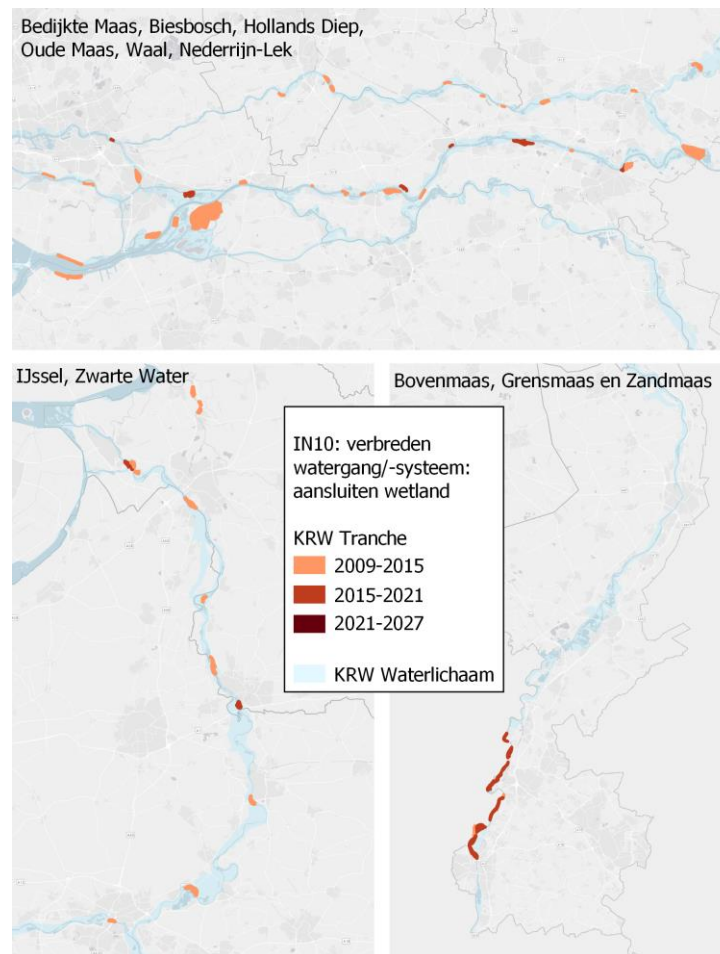 Bedijkte Maas, Biesbosch, Hollands Diep,
Oude Maas, Waal, Nederrijn-Lek
IJssel, Zwarte Water
Bovenmaas, Grensmaas en Zandmaas
IN10: verbreden
watergang/-systeem:
aansluiten wetland
KRW Tranche
2009-2015
2015-2021
2021-2027
KRW Waterlichaam